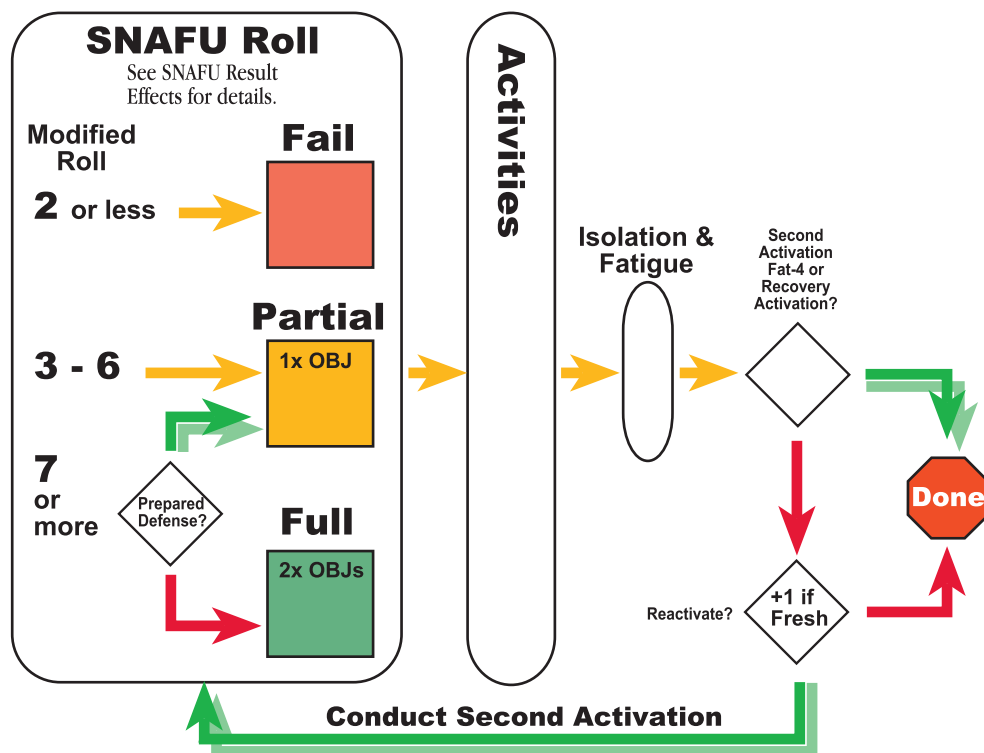 SNAFU Roll
See SNAFU Result
Effects for details.
Modified
Roll
Fail
2 or less
Partial
3 - 6
1x OBJ
7
or
more
Prepared
Defense?
Full
2x OBJs
Activities
Isolation &
Fatigue
Second
Activation
Fat-4 or
Recovery
Activation?
Done
Reactivate?
+1 if
Fresh
Conduct Second Activation